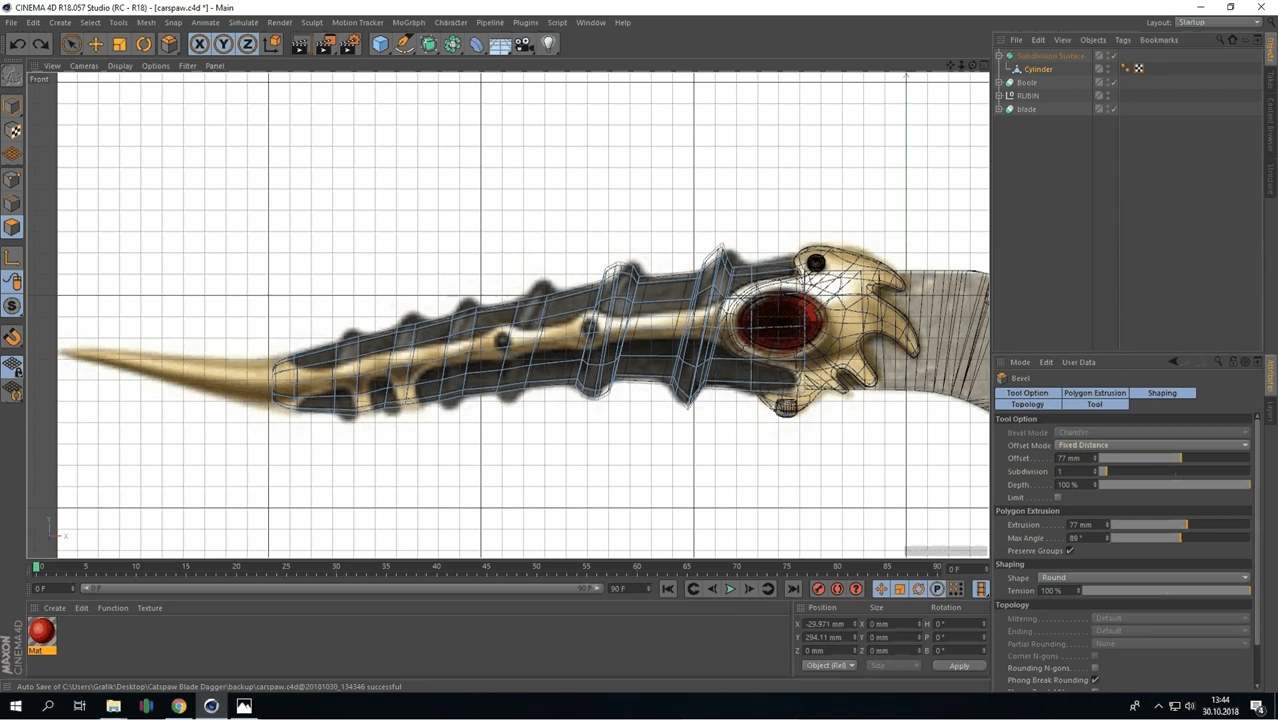 CINEMA 4D R18.057 Studio (RC - R18) - [carspaw.c4d *] - Main
File Edit Create Select Tools Mesh Snap Animate Simulate Render Sculpt Motion Tracker MoGraph Character Pipeline Plugins Script Window Help
Layout: Startup
File Edit View Objects Tags Bookmarks
View Cameras Display Options Filter Panel
Front
Subdivision Surface
Cylinder
Boole
RUBIN
blade
Objects
Takes
Content Browser
Structure
Mode Edit User Data
Bevel
Tool Option Polygon Extrusion Shaping
Topology Tool
Attributes
Layers
Tool Option
Bevel Mode Chamfer
Offset Mode Fixed Distance
Offset 77 mm
Subdivision 1
Depth 100 %
Limit
Polygon Extrusion
Extrusion 77 mm
Max Angle 89 °
Preserve Groups
Shaping
Shape Round
Tension 100 %
Topology
Mitering Default
Ending Default
Partial Rounding None
Corner N-gons
Rounding N-gons
Phong Break Rounding
Y
X
0 5 10 15 20 25 30 35 40 45 50 55 60 65 70 75 80 85 90 0 F
0 F 0 F 90 F 90 F
Create Edit Function Texture
Mat
Position Size Rotation
X -29.971 mm X 0 mm H 0 °
Y 294.11 mm Y 0 mm P 0 °
Z 0 mm Z 0 mm B 0 °
Object (Rel) Size Apply
MAXON CINEMA 4D
Auto Save of C:\Users\Grafik\Desktop\Catspaw Blade Dagger\backup\carspaw.c4d@20181030_134346 successful
13:44
30.10.2018
4